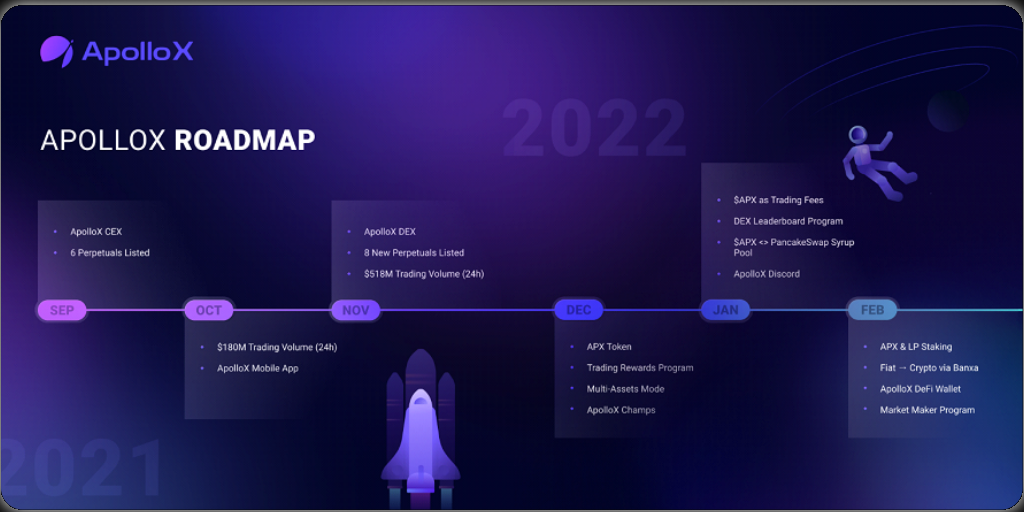 ApolloX
APOLLOX ROADMAP
2022
• ApolloX CEX
• 6 Perpetuals Listed
• ApolloX DEX
• 8 New Perpetuals Listed
• $518M Trading Volume (24h)
• $APX as Trading Fees
• DEX Leaderboard Program
• $APX <> PancakeSwap Syrup
Pool
• ApolloX Discord
SEP
OCT
NOV
DEC
JAN
FEB
• $180M Trading Volume (24h)
• ApolloX Mobile App
• APX Token
• Trading Rewards Program
• Multi-Assets Mode
• ApolloX Champs
• APX & LP Staking
• Fiat → Crypto via Banxa
• ApolloX DeFi Wallet
• Market Maker Program
2021